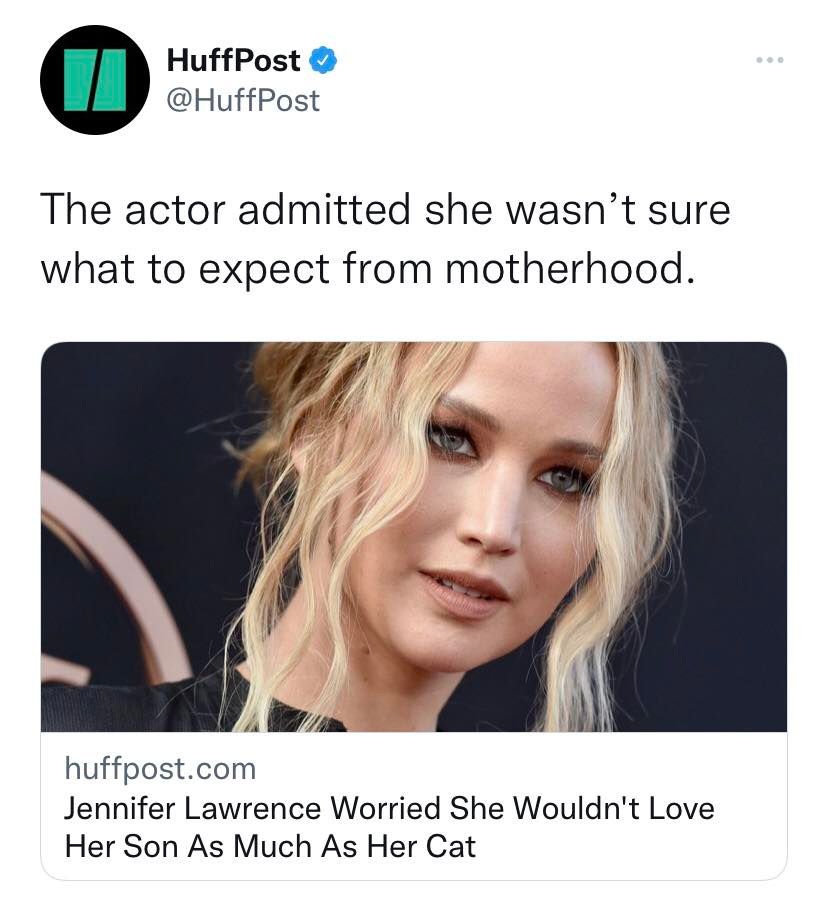 HuffPost
@HuffPost
The actor admitted she wasn’t sure
what to expect from motherhood.
huffpost.com
Jennifer Lawrence Worried She Wouldn't Love
Her Son As Much As Her Cat